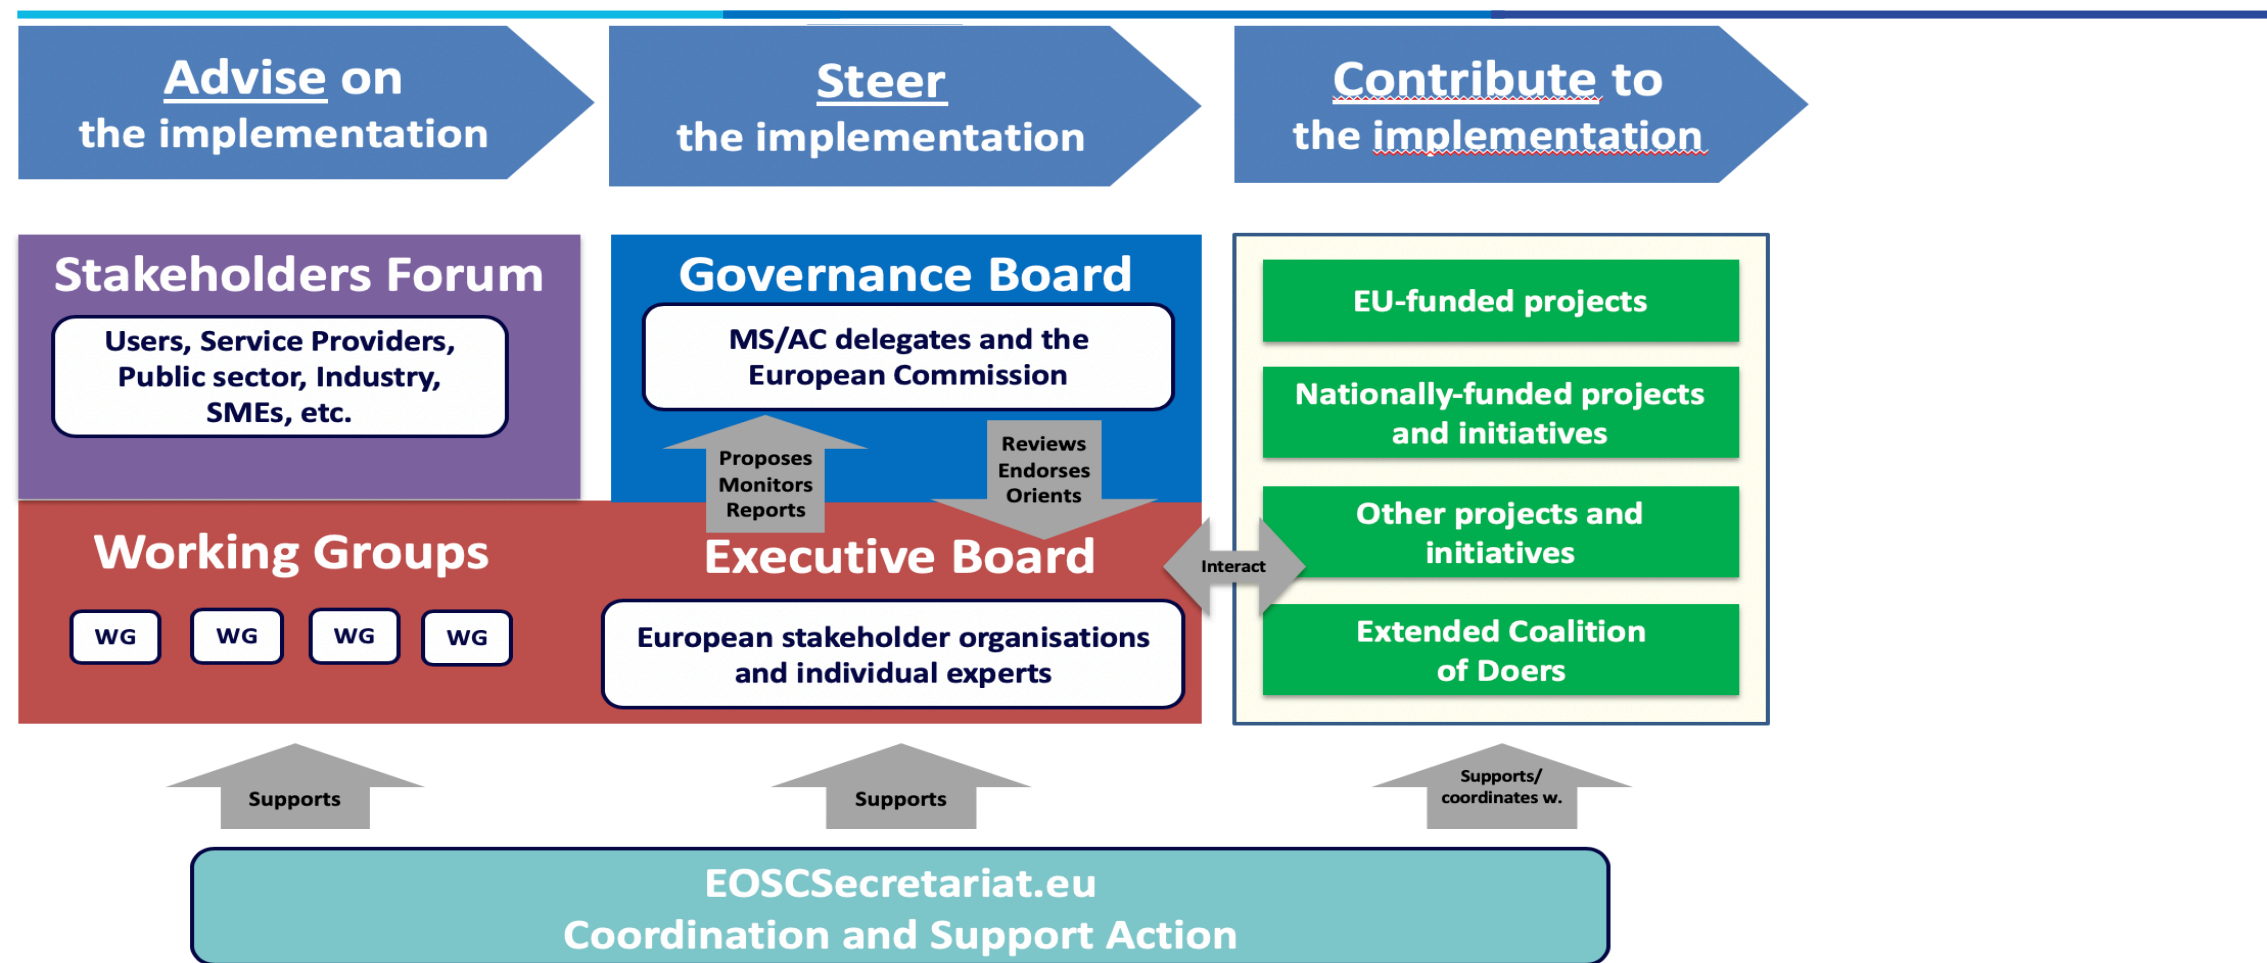 Advise on
the implementation
Steer
the implementation
Contribute to
the implementation
Stakeholders Forum
Users, Service Providers,
Public sector, Industry,
SMEs, etc.
Governance Board
MS/AC delegates and the
European Commission
Proposes
Monitors
Reports
Reviews
Endorses
Orients
Working Groups
WG
WG
WG
WG
Executive Board
European stakeholder organisations
and individual experts
Interact
EU-funded projects
Nationally-funded projects
and initiatives
Other projects and
initiatives
Extended Coalition
of Doers
Supports
Supports
Supports/
coordinates w.
EOSCSecretariat.eu
Coordination and Support Action